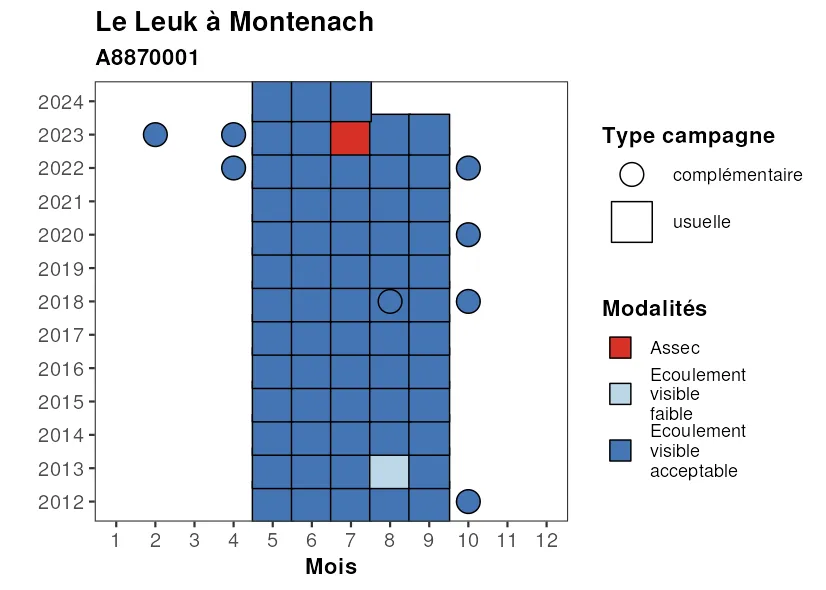 Le Leuk à Montenach
A8870001
2024
2023
2022
2021
2020
2019
2018
2017
2016
2015
2014
2013
2012
1 2 3 4 5 6 7 8 9 10 11 12
Mois
Type campagne
complémentaire
usuelle
Modalités
Assec
Ecoulement
visible
faible
Ecoulement
visible
acceptable